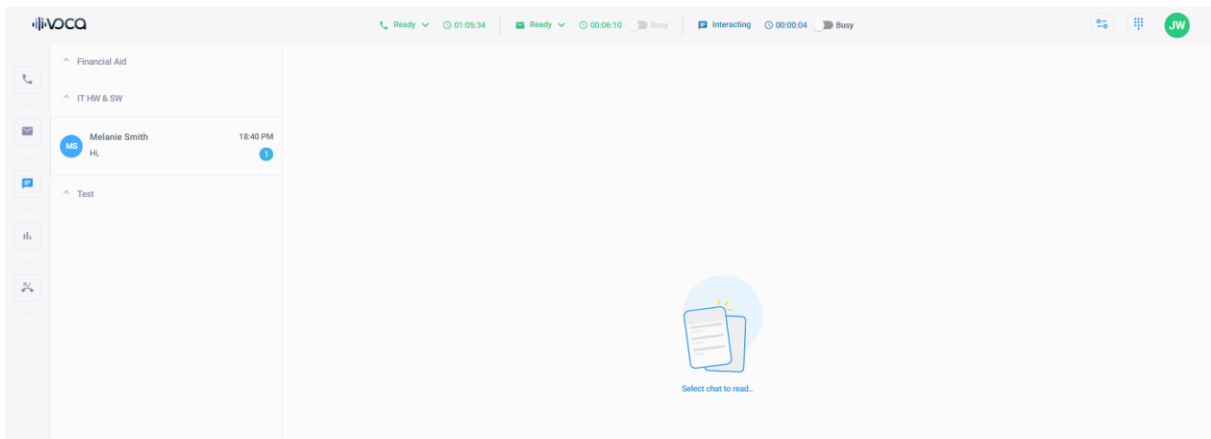 VOCA
Ready 01:05:34 Ready 00:06:10 Busy Interacting 00:00:04 Busy JW
Financial Aid
IT HW & SW
Melanie Smith 18:40 PM
MS Hi, 1
Test
Select chat to read..